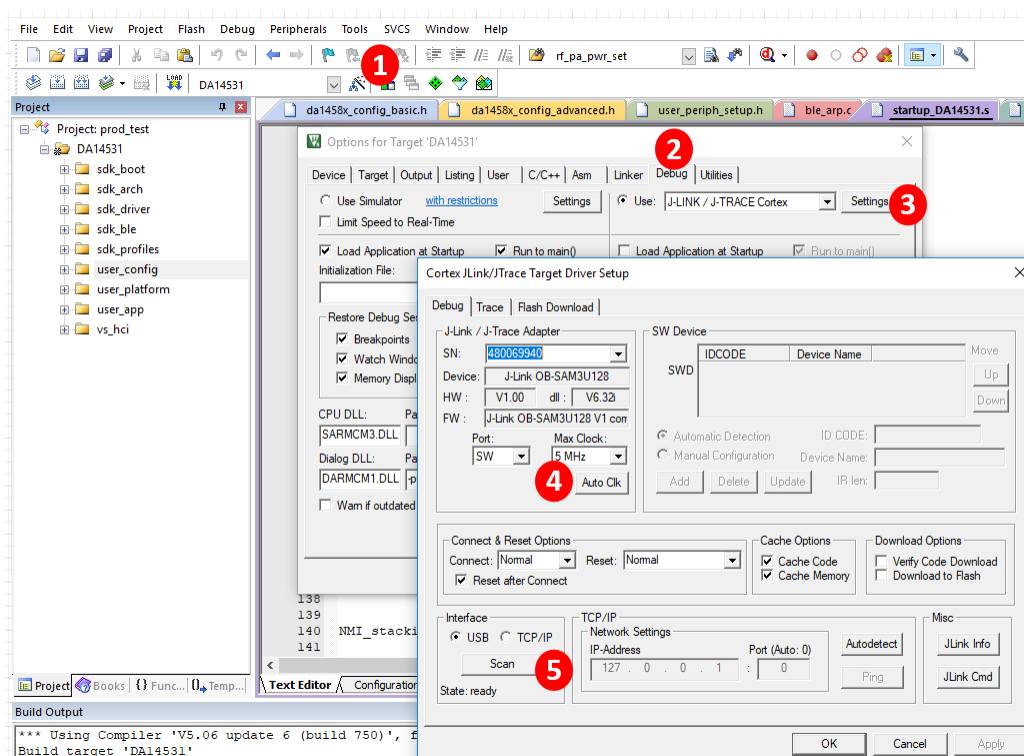 File Edit View Project Flash Debug Peripherals Tools SVCS Window Help
rf_pa_pwr_set
1
LOAD
DA14531
Project
da1458x_config_basic.h da1458x_config_advanced.h user_periph_setup.h ble_arp.c startup_DA14531.s
Project: prod_test
DA14531
sdk_boot
sdk_arch
sdk_driver
sdk_ble
sdk_profiles
user_config
user_platform
user_app
vs_hci
Options for Target 'DA14531'
2
Device Target Output Listing User C/C++ Asm Linker Debug Utilities
Use Simulator with restrictions Settings Use: J-LINK / J-TRACE Cortex Settings
3
Limit Speed to Real-Time
Load Application at Startup Run to main() Load Application at Startup Run to main()
Initialization File:
Restore Debug Ses
Breakpoints
Watch Windo
Memory Displ
CPU DLL: Pa
SARMCM3.DLL
Dialog DLL: Pa
DARMCM1.DLL -p
Warn if outdated
Cortex JLink/JTrace Target Driver Setup
Debug Trace Flash Download
J-Link / J-Trace Adapter
SN: 480069940
Device: J-Link OB-SAM3U128
HW : V1.00 dll : V6.32i
FW : J-Link OB-SAM3U128 V1 com
Port: Max Clock:
SW 5 MHz
4
Auto Clk
SW Device
IDCODE Device Name
SWD
Move
Up
Down
Automatic Detection ID CODE:
Manual Configuration Device Name:
Add Delete Update IR len:
Connect & Reset Options
Connect: Normal Reset: Normal
Reset after Connect
Cache Options
Cache Code
Cache Memory
Download Options
Verify Code Download
Download to Flash
Interface
USB TCP/IP
Scan
5
State: ready
TCP/IP
Network Settings
IP-Address Port (Auto: 0)
127 . 0 . 0 . 1 : 0
Autodetect
Ping
Misc
JLink Info
JLink Cmd
OK Cancel Apply
138
139
140 NMI_stacki
141
Text Editor Configuration
Project Books {} Func... Temp...
Build Output
*** Using Compiler 'V5.06 update 6 (build 750)', f
Build target 'DA14531'